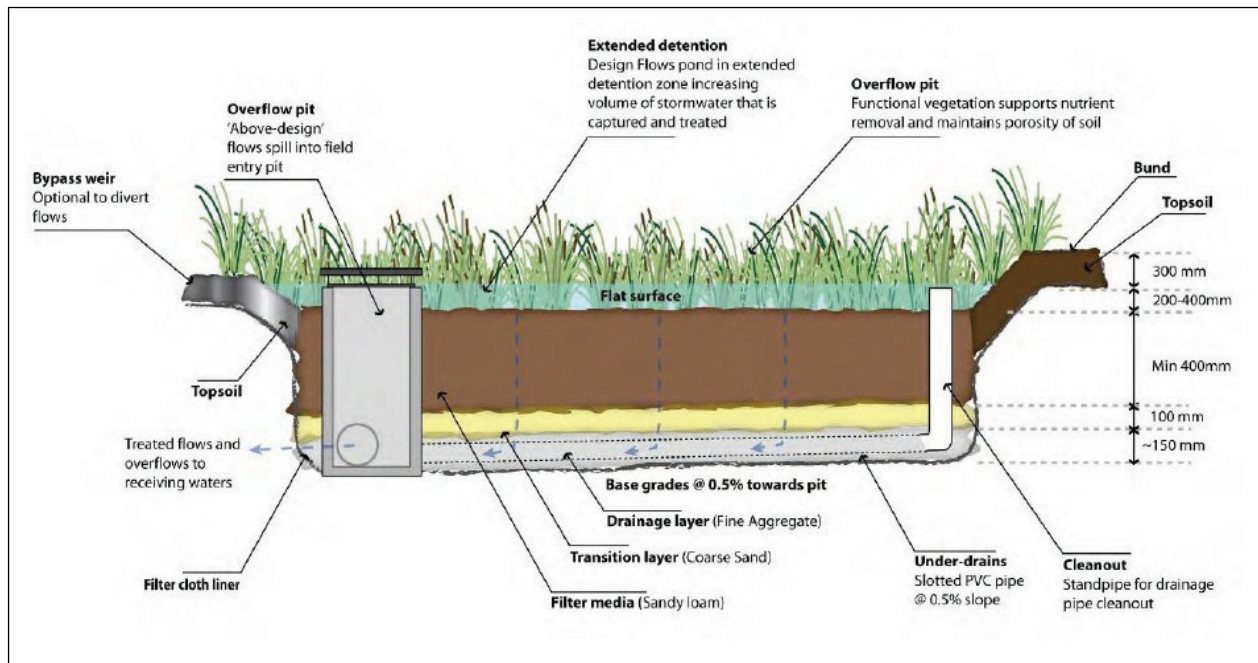 Extended detention
Design Flows pond in extended
detention zone increasing
volume of stormwater that is
captured and treated
Overflow pit
Functional vegetation supports nutrient
removal and maintains porosity of soil
Overflow pit
'Above-design'
flows spill into field
entry pit
Bypass weir
Optional to divert
flows
Bund
Topsoil
300 mm
Flat surface
200-400mm
Min 400mm
Topsoil
100 mm
Treated flows and
overflows to
receiving waters
~150 mm
Base grades @ 0.5% towards pit
Drainage layer (Fine Aggregate)
Transition layer (Coarse Sand)
Filter cloth liner
Filter media (Sandy loam)
Under-drains
Slotted PVC pipe
@ 0.5% slope
Cleanout
Standpipe for drainage
pipe cleanout